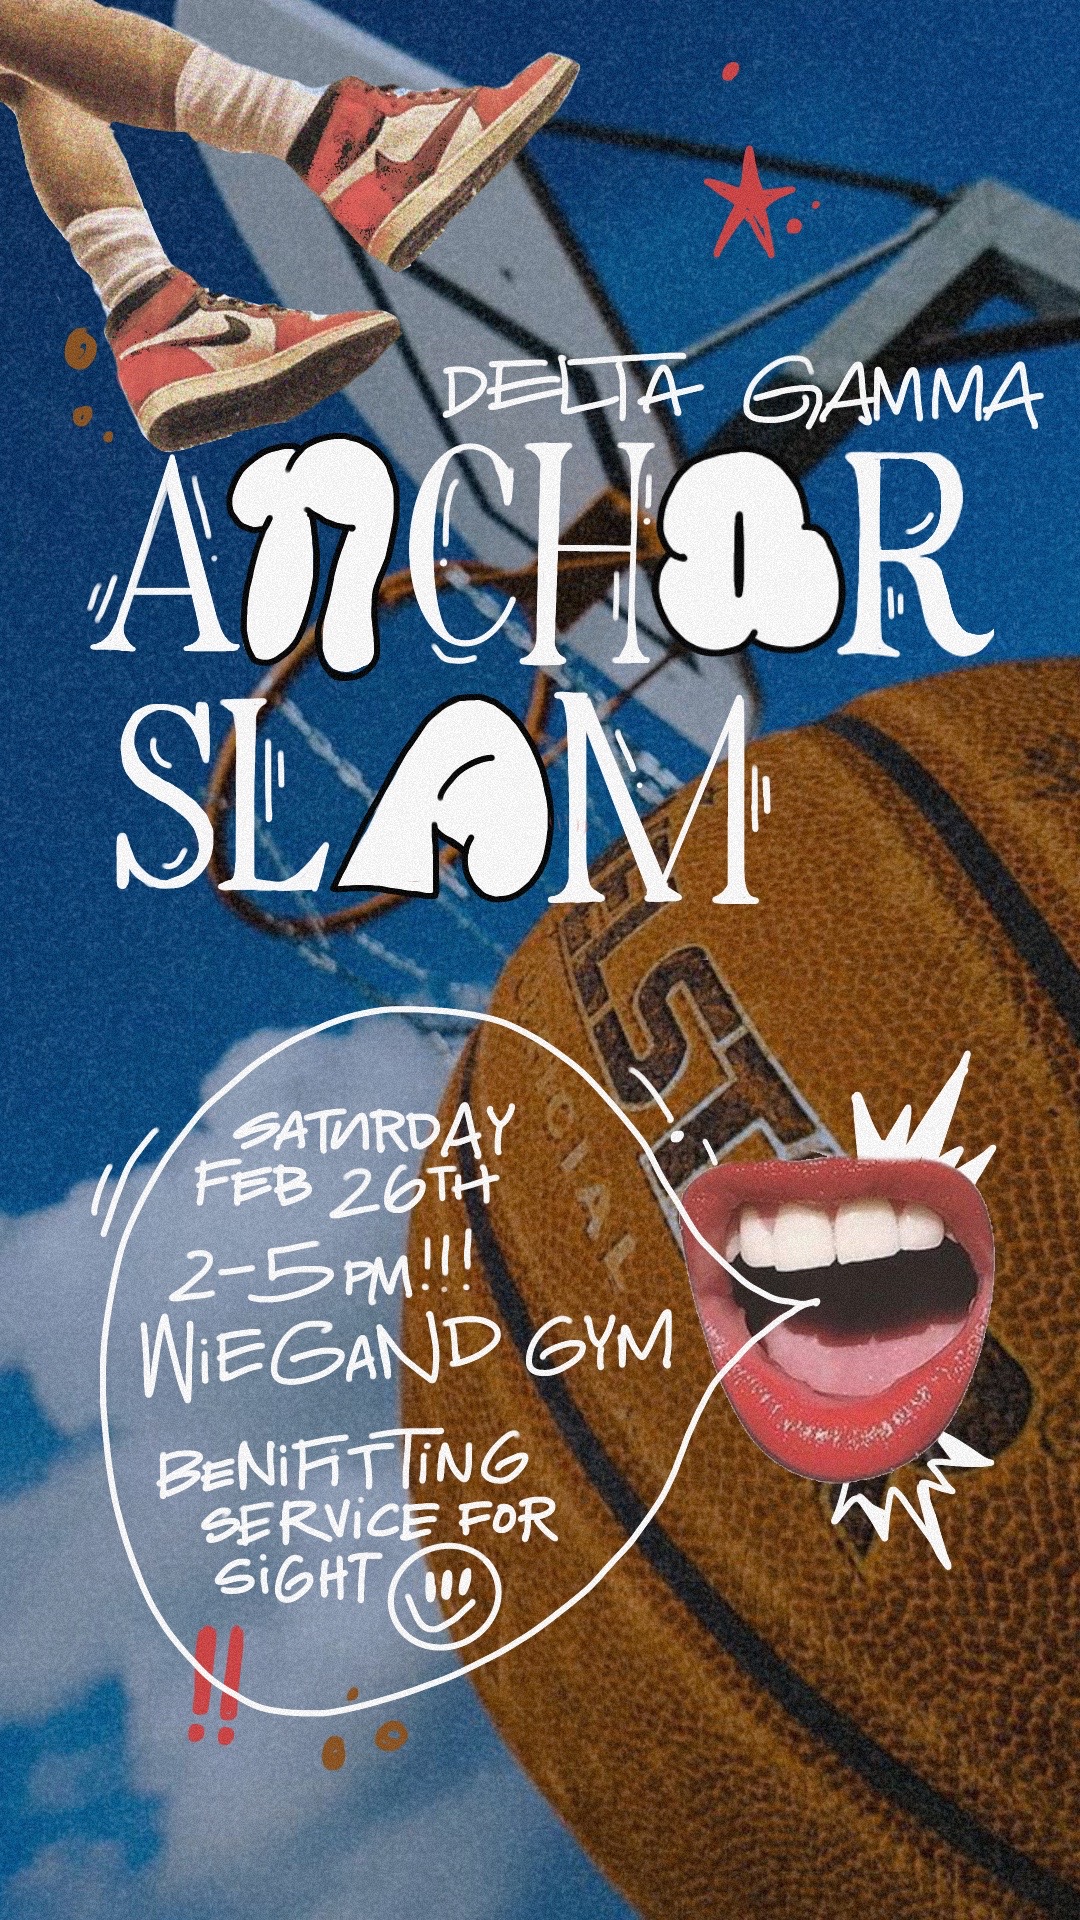 DELTA GAMMA
ANCHOR
SLAM
SATURDAY
FEB 26TH
2-5PM!!!
WiEGAND GYM
BENiFiTTiNG
SERViCE FOR
SiGHT
!!